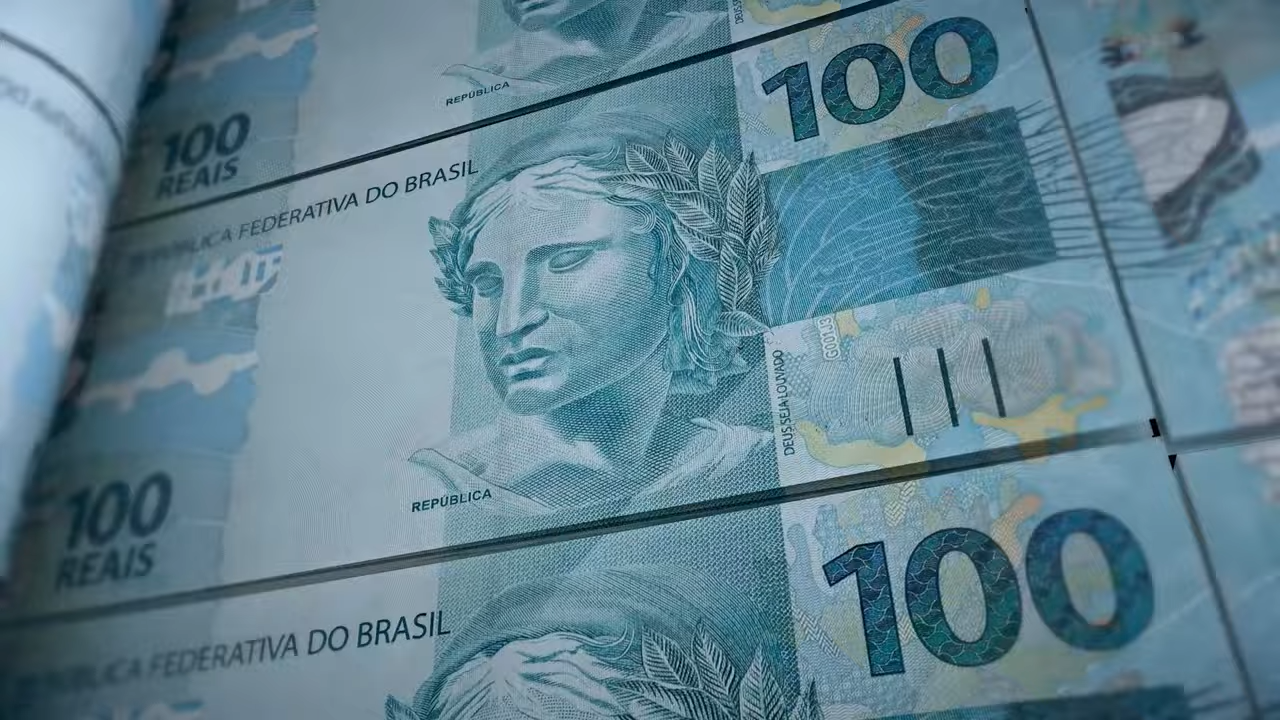 REPÚBLICA
100
REAIS
100
REPÚBLICA FEDERATIVA DO BRASIL
DEUS SEJA LOUVADO
REPÚBLICA
100
REAIS
100
REPÚBLICA FEDERATIVA DO BRASIL